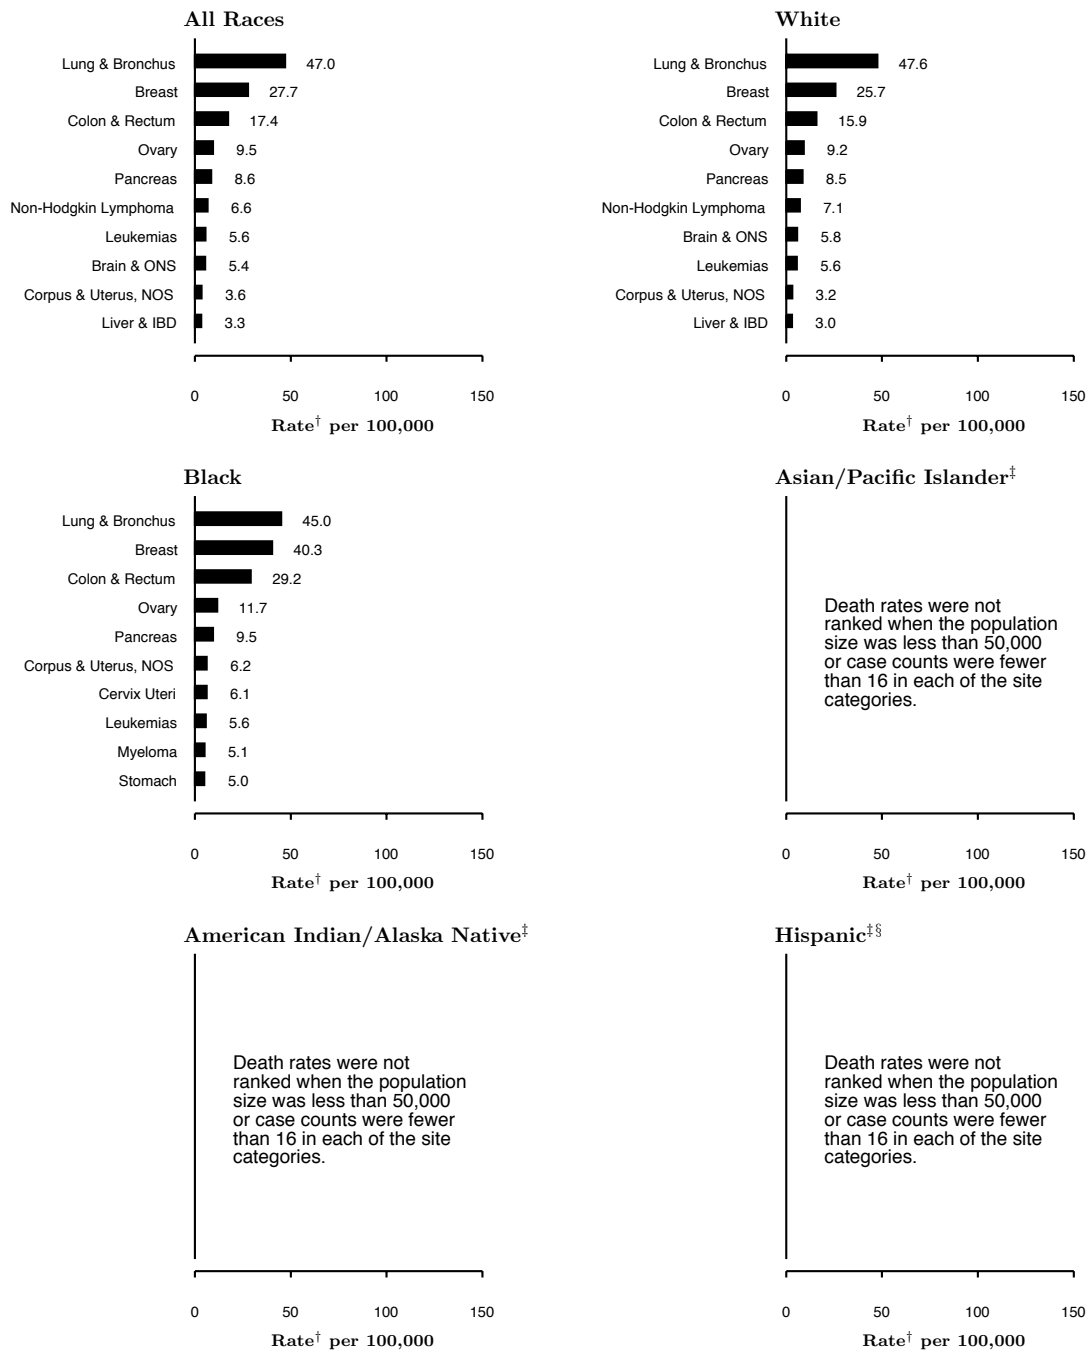 All Races
Lung & Bronchus 47.0
Breast 27.7
Colon & Rectum 17.4
Ovary 9.5
Pancreas 8.6
Non-Hodgkin Lymphoma 6.6
Leukemias 5.6
Brain & ONS 5.4
Corpus & Uterus, NOS 3.6
Liver & IBD 3.3
0 50 100 150
Rate† per 100,000
White
Lung & Bronchus 47.6
Breast 25.7
Colon & Rectum 15.9
Ovary 9.2
Pancreas 8.5
Non-Hodgkin Lymphoma 7.1
Brain & ONS 5.8
Leukemias 5.6
Corpus & Uterus, NOS 3.2
Liver & IBD 3.0
0 50 100 150
Rate† per 100,000
Black
Lung & Bronchus 45.0
Breast 40.3
Colon & Rectum 29.2
Ovary 11.7
Pancreas 9.5
Corpus & Uterus, NOS 6.2
Cervix Uteri 6.1
Leukemias 5.6
Myeloma 5.1
Stomach 5.0
0 50 100 150
Rate† per 100,000
Asian/Pacific Islander‡
Death rates were not
ranked when the population
size was less than 50,000
or case counts were fewer
than 16 in each of the site
categories.
0 50 100 150
Rate† per 100,000
American Indian/Alaska Native‡
Death rates were not
ranked when the population
size was less than 50,000
or case counts were fewer
than 16 in each of the site
categories.
0 50 100 150
Rate† per 100,000
Hispanic‡§
Death rates were not
ranked when the population
size was less than 50,000
or case counts were fewer
than 16 in each of the site
categories.
0 50 100 150
Rate† per 100,000